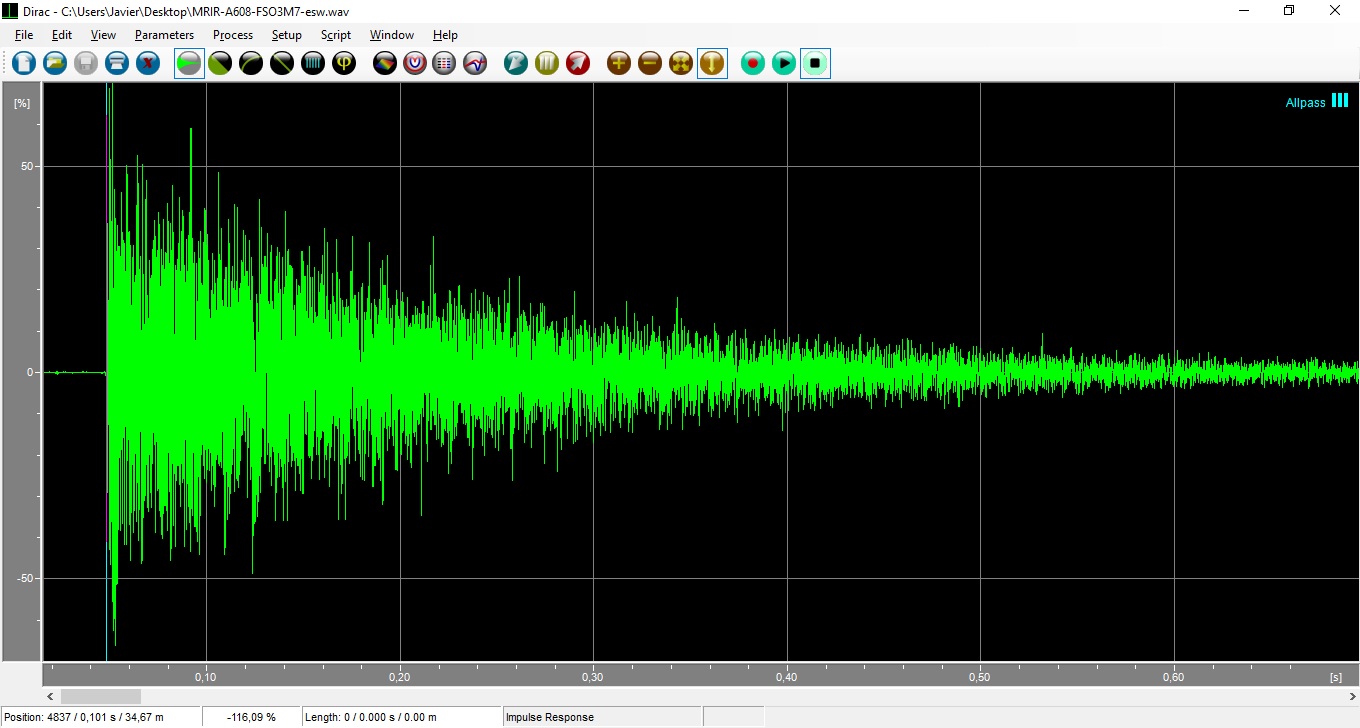 Dirac - C:\Users\Javier\Desktop\MRIR-A608-FSO3M7-esw.wav
File Edit View Parameters Process Setup Script Window Help
[%]
Allpass
50
0
-50
0,10 0,20 0,30 0,40 0,50 0,60 [s]
Position: 4837 / 0,101 s / 34,67 m -116,09 % Length: 0 / 0.000 s / 0.00 m Impulse Response